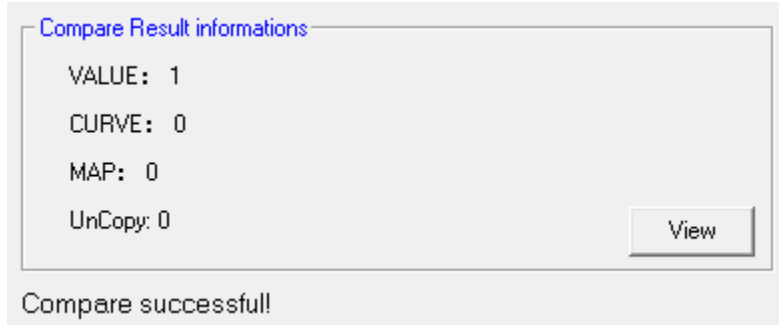 Compare Result informations
VALUE： 1
CURVE： 0
MAP： 0
UnCopy: 0
View
Compare successful!